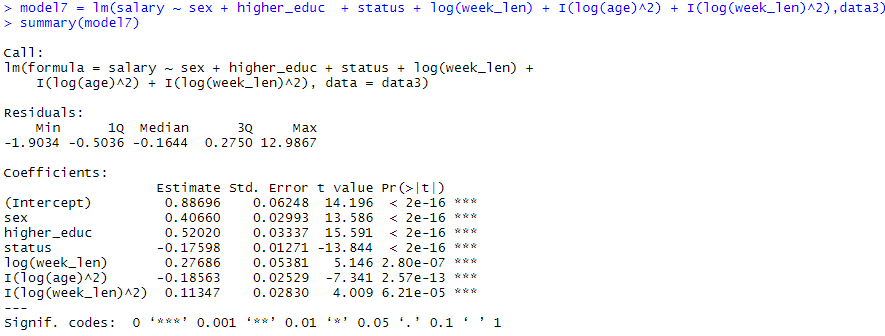 > model7 = lm(salary ~ sex + higher_educ  + status + log(week_len) + I(log(age)^2) + I(log(week_len)^2),data3)
> summary(model7)

Call:
lm(formula = salary ~ sex + higher_educ + status + log(week_len) +
    I(log(age)^2) + I(log(week_len)^2), data = data3)

Residuals:
    Min      1Q  Median      3Q     Max
-1.9034 -0.5036 -0.1644  0.2750 12.9867

Coefficients:
                   Estimate Std. Error t value Pr(>|t|)
(Intercept)         0.88696    0.06248  14.196  < 2e-16 ***
sex                 0.40660    0.02993  13.586  < 2e-16 ***
higher_educ         0.52020    0.03337  15.591  < 2e-16 ***
status             -0.17598    0.01271 -13.844  < 2e-16 ***
log(week_len)       0.27686    0.05381   5.146 2.80e-07 ***
I(log(age)^2)      -0.18563    0.02529  -7.341 2.57e-13 ***
I(log(week_len)^2)  0.11347    0.02830   4.009 6.21e-05 ***
---
Signif. codes:  0 ‘***’ 0.001 ‘**’ 0.01 ‘*’ 0.05 ‘.’ 0.1 ‘ ’ 1